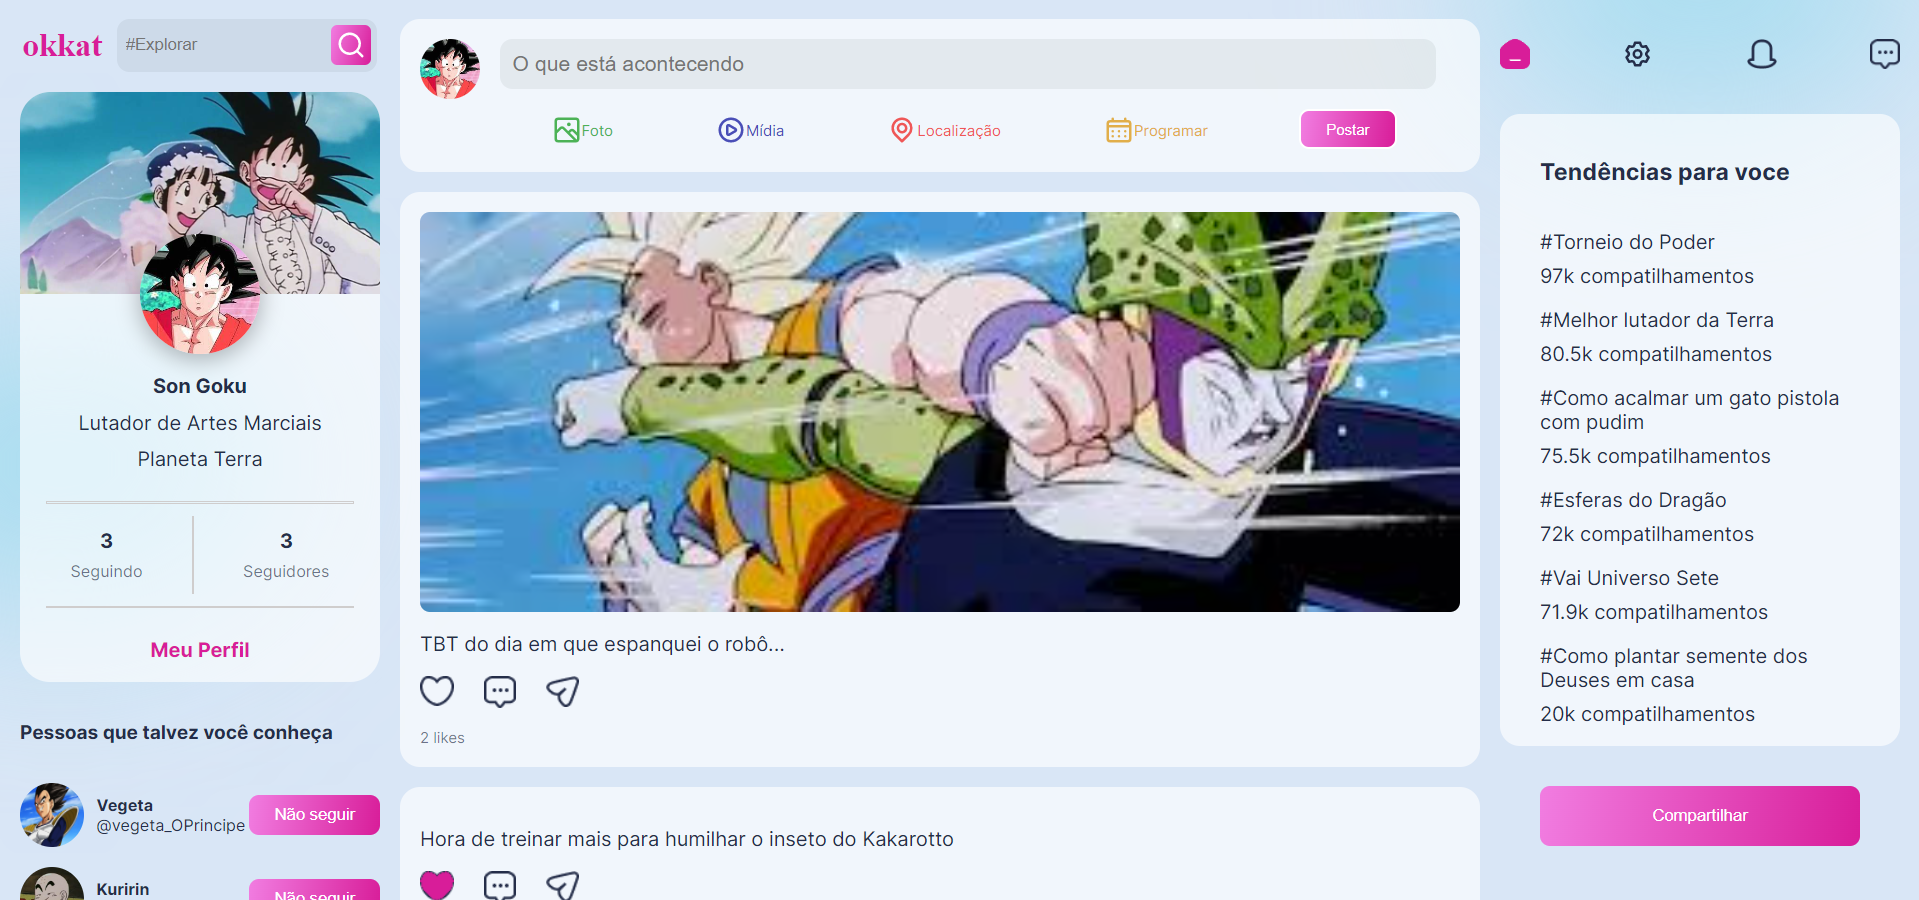 okkat
#Explorar
Son Goku
Lutador de Artes Marciais
Planeta Terra
3
Seguindo
3
Seguidores
Meu Perfil
Pessoas que talvez você conheça
Vegeta
@vegeta_OPrincipe
Não seguir
Kuririn
Não seguir
O que está acontecendo
Foto
Mídia
Localização
Programar
Postar
TBT do dia em que espanquei o robô...
2 likes
Hora de treinar mais para humilhar o inseto do Kakarotto
Tendências para voce
#Torneio do Poder
97k compatilhamentos
#Melhor lutador da Terra
80.5k compatilhamentos
#Como acalmar um gato pistola
com pudim
75.5k compatilhamentos
#Esferas do Dragão
72k compatilhamentos
#Vai Universo Sete
71.9k compatilhamentos
#Como plantar semente dos
Deuses em casa
20k compatilhamentos
Compartilhar